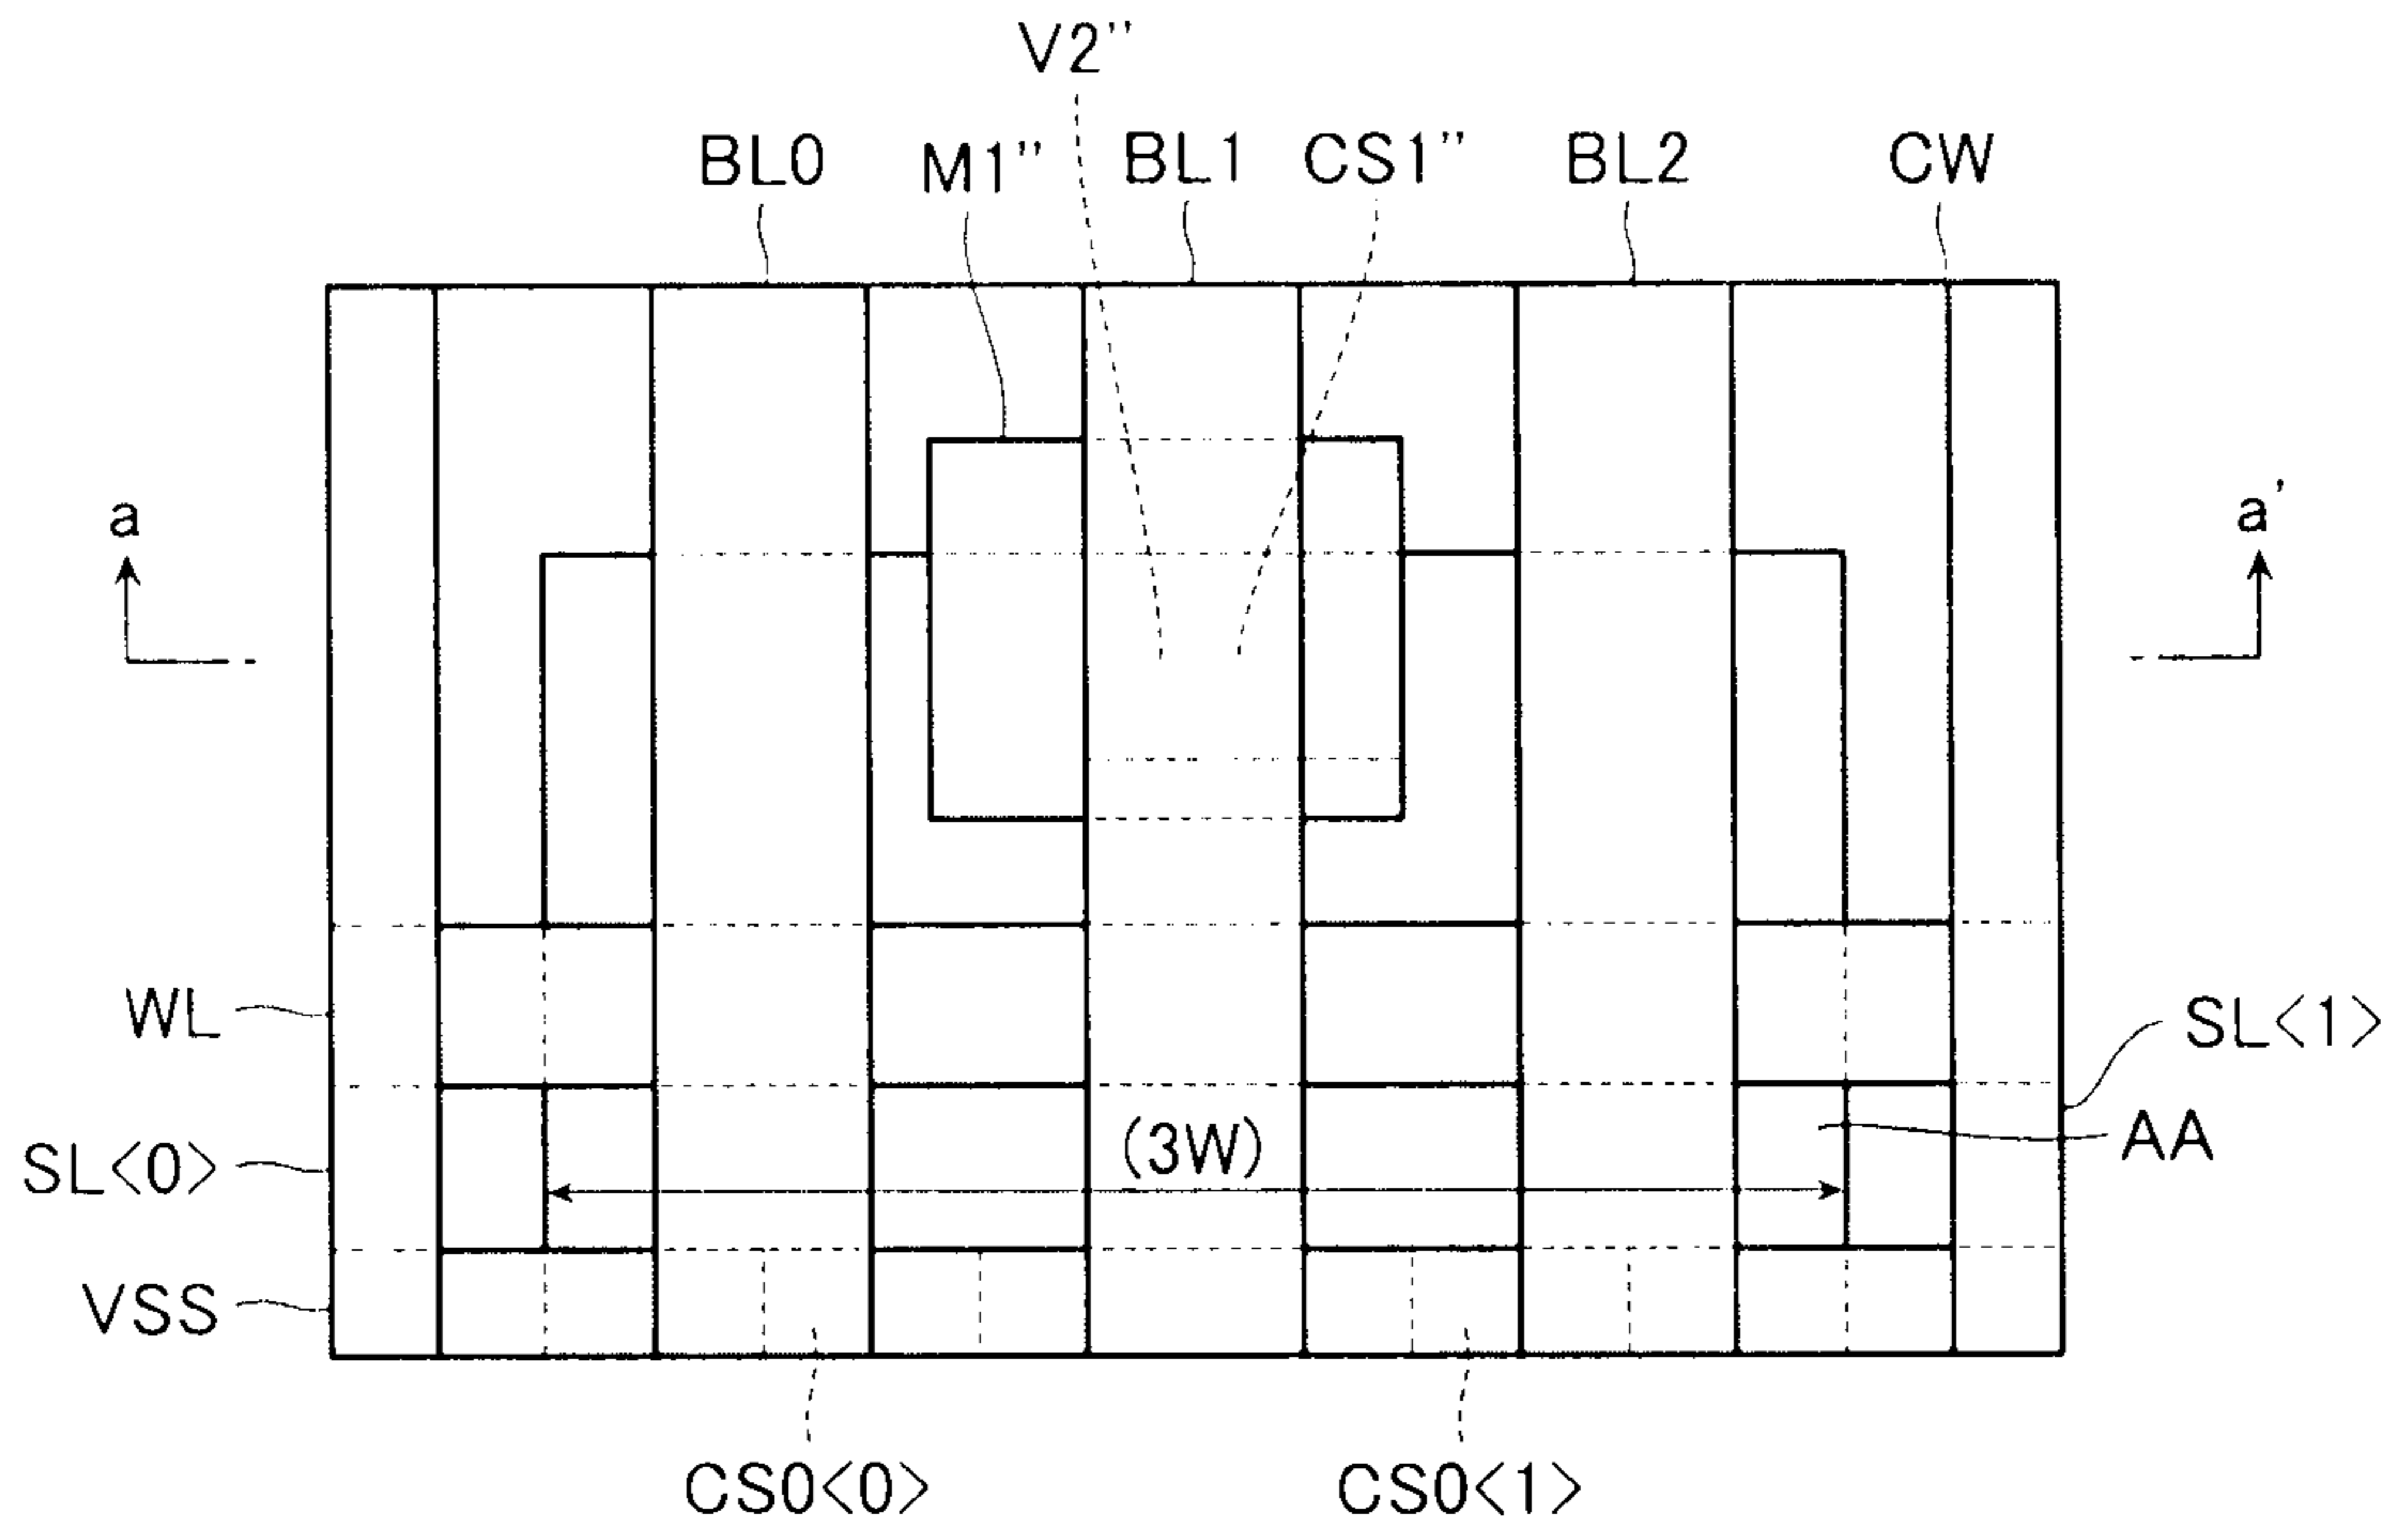 V2"
BL0 M1" BL1 CS1" BL2 CW
a a'
WL SL<1>
(3W) AA
SL<0>
VSS
CS0<0> CS0<1>